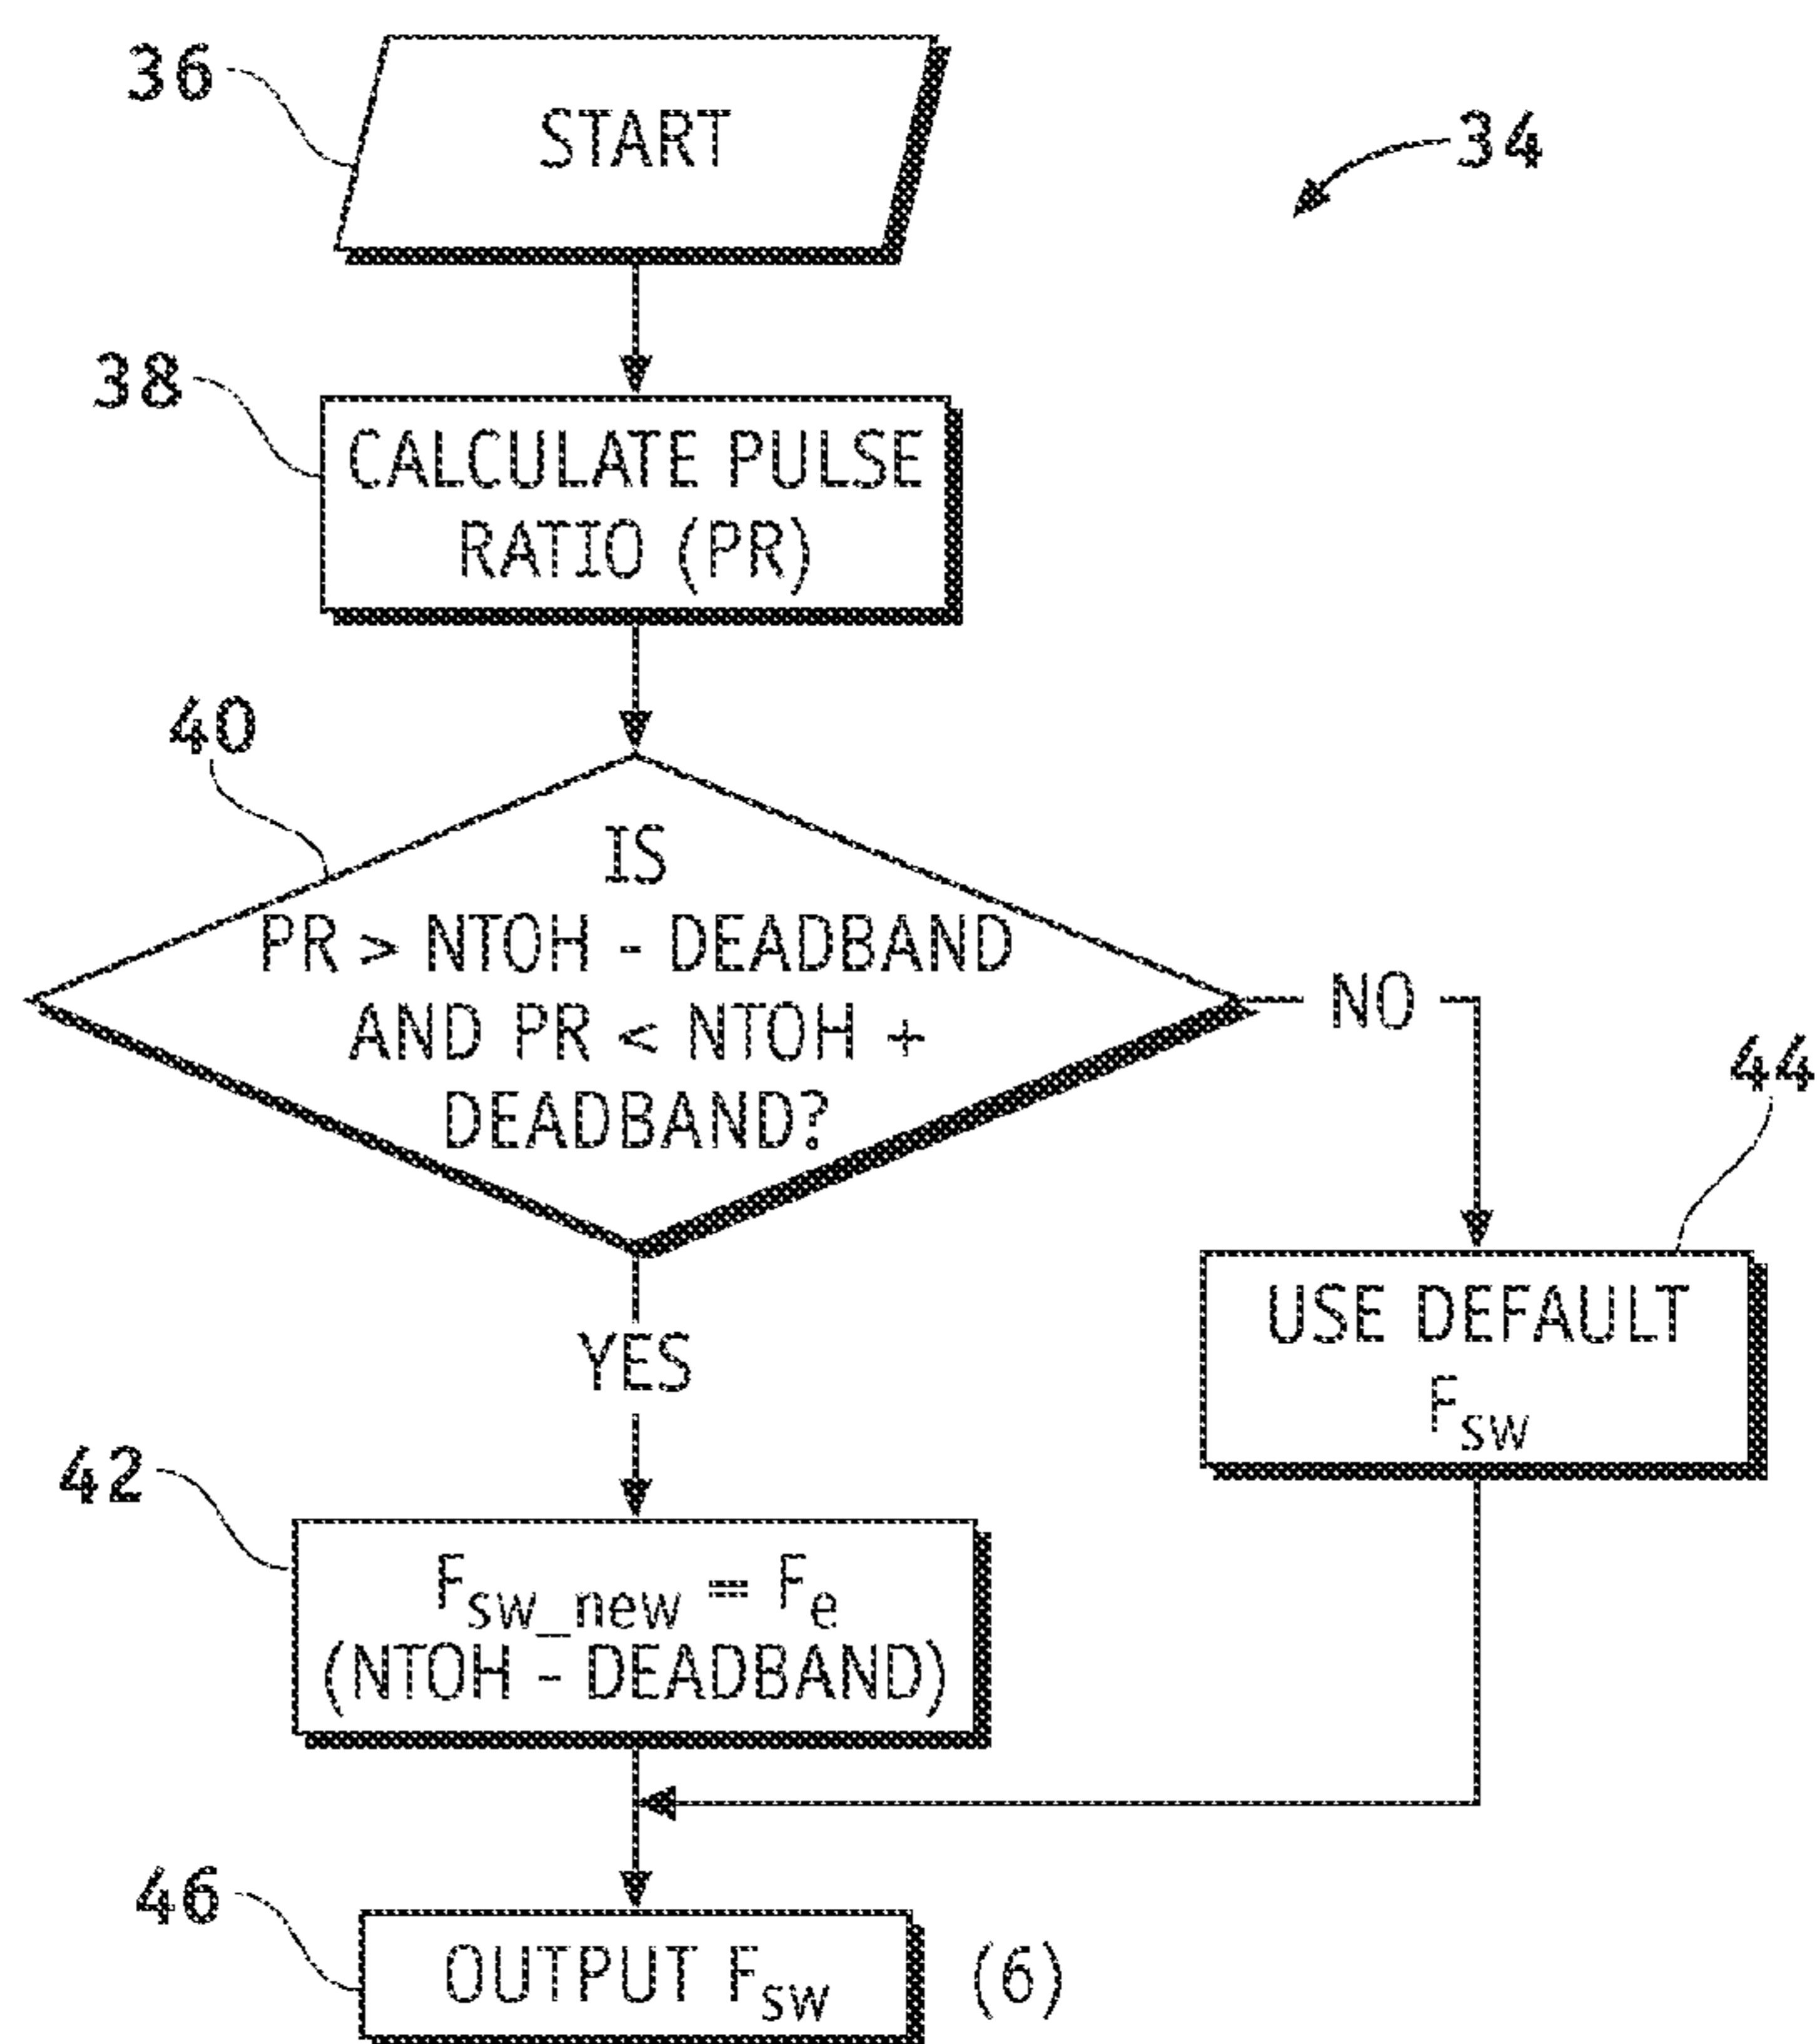 36
START
34
38
CALCULATE PULSE
RATIO (PR)
40
IS
PR > NTOH - DEADBAND
AND PR < NTOH +
DEADBAND?
NO
44
YES
USE DEFAULT
Fsw
42
Fsw_new = Fe
(NTOH - DEADBAND)
46
OUTPUT Fsw
(6)